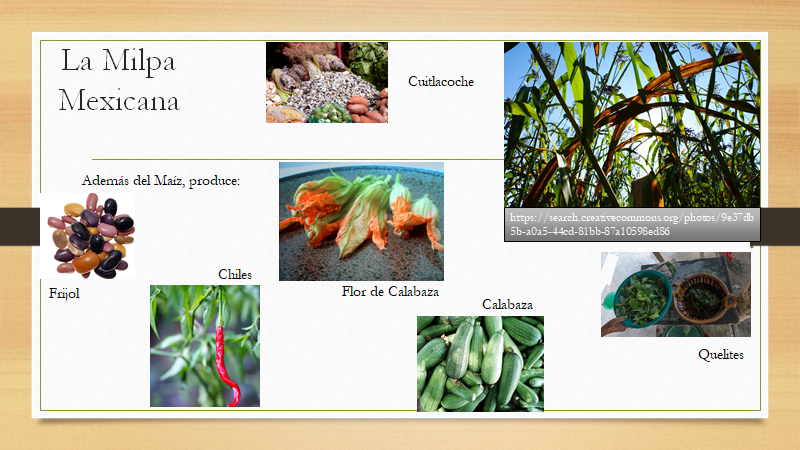 La Milpa
Mexicana
Cuitlacoche
https://search.creativecommons.org/photos/9e37db
5b-a0a5-44cd-81bb-87a10598ed86
Además del Maíz, produce:
Chiles
Frijol
Flor de Calabaza
Calabaza
Quelites